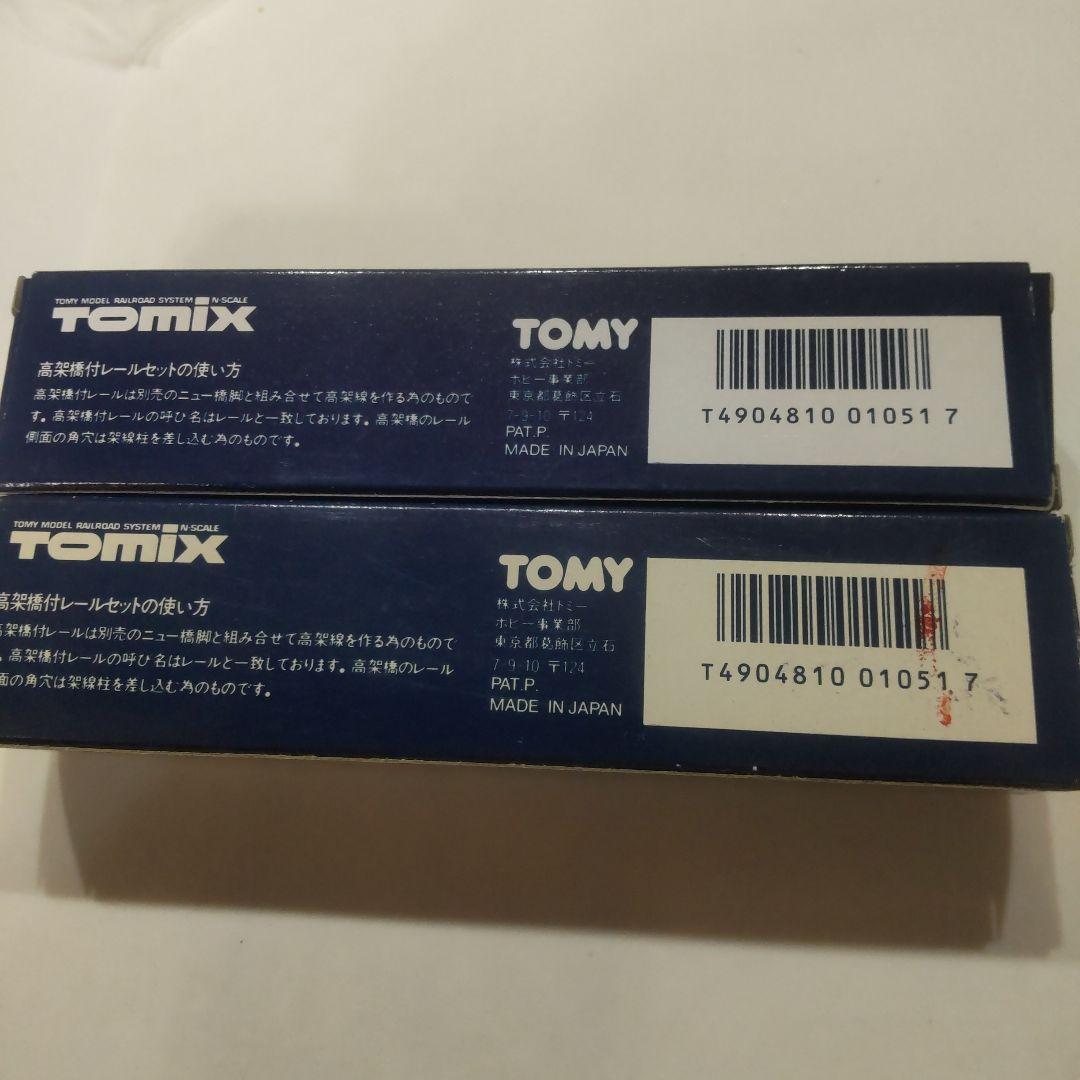 TOMY MODEL RAILROAD SYSTEM N-SCALE
TOMIX
高架橋付レールセットの使い方
高架橋付レールは別売のニュー橋脚と組み合せて高架線を作る為のもので
す。高架橋付レールの呼び名はレールと一致しております。高架橋のレール
側面の角穴は架線柱を差し込む為のものです。
TOMY
株式会社トミー
ホビー事業部
東京都葛飾区立石
7-9-10 〒124
PAT.P.
MADE IN JAPAN
T4904810 01051 7
TOMY MODEL RAILROAD SYSTEM N-SCALE
TOMIX
高架橋付レールセットの使い方
高架橋付レールは別売のニュー橋脚と組み合せて高架線を作る為のもので
。高架橋付レールの呼び名はレールと一致しております。高架橋のレール
面の角穴は架線柱を差し込む為のものです。
TOMY
株式会社トミー
ホビー事業部
東京都葛飾区立石
7-9-10 〒124
PAT.P.
MADE IN JAPAN
T4904810 01051 7